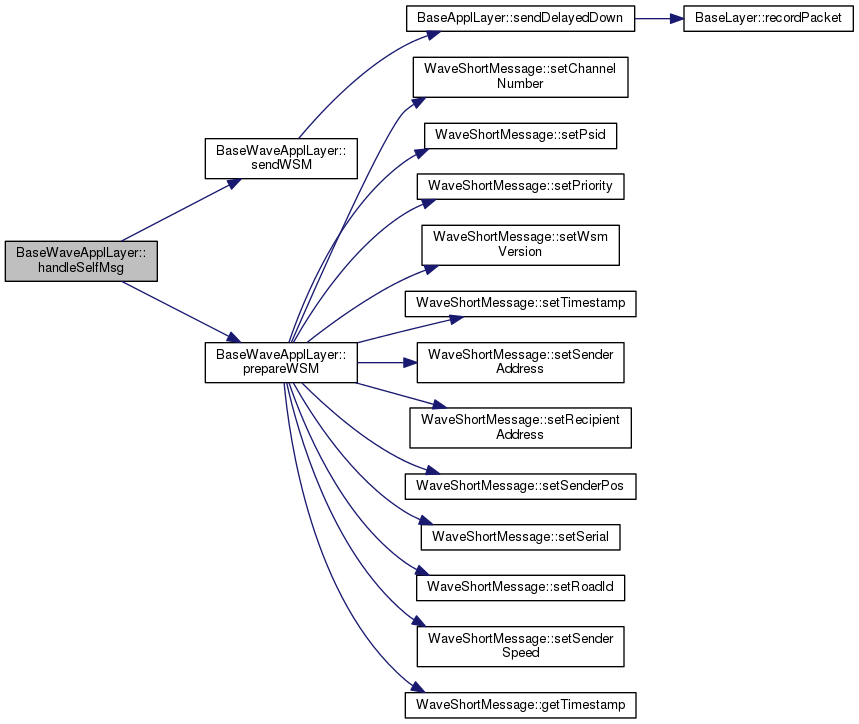 BaseApplLayer::sendDelayedDown
BaseLayer::recordPacket
WaveShortMessage::setChannel
Number
BaseWaveApplLayer::
sendWSM
WaveShortMessage::setPsid
WaveShortMessage::setPriority
WaveShortMessage::setWsm
Version
BaseWaveApplLayer::
handleSelfMsg
WaveShortMessage::setTimestamp
BaseWaveApplLayer::
prepareWSM
WaveShortMessage::setSender
Address
WaveShortMessage::setRecipient
Address
WaveShortMessage::setSenderPos
WaveShortMessage::setSerial
WaveShortMessage::setRoadId
WaveShortMessage::setSender
Speed
WaveShortMessage::getTimestamp